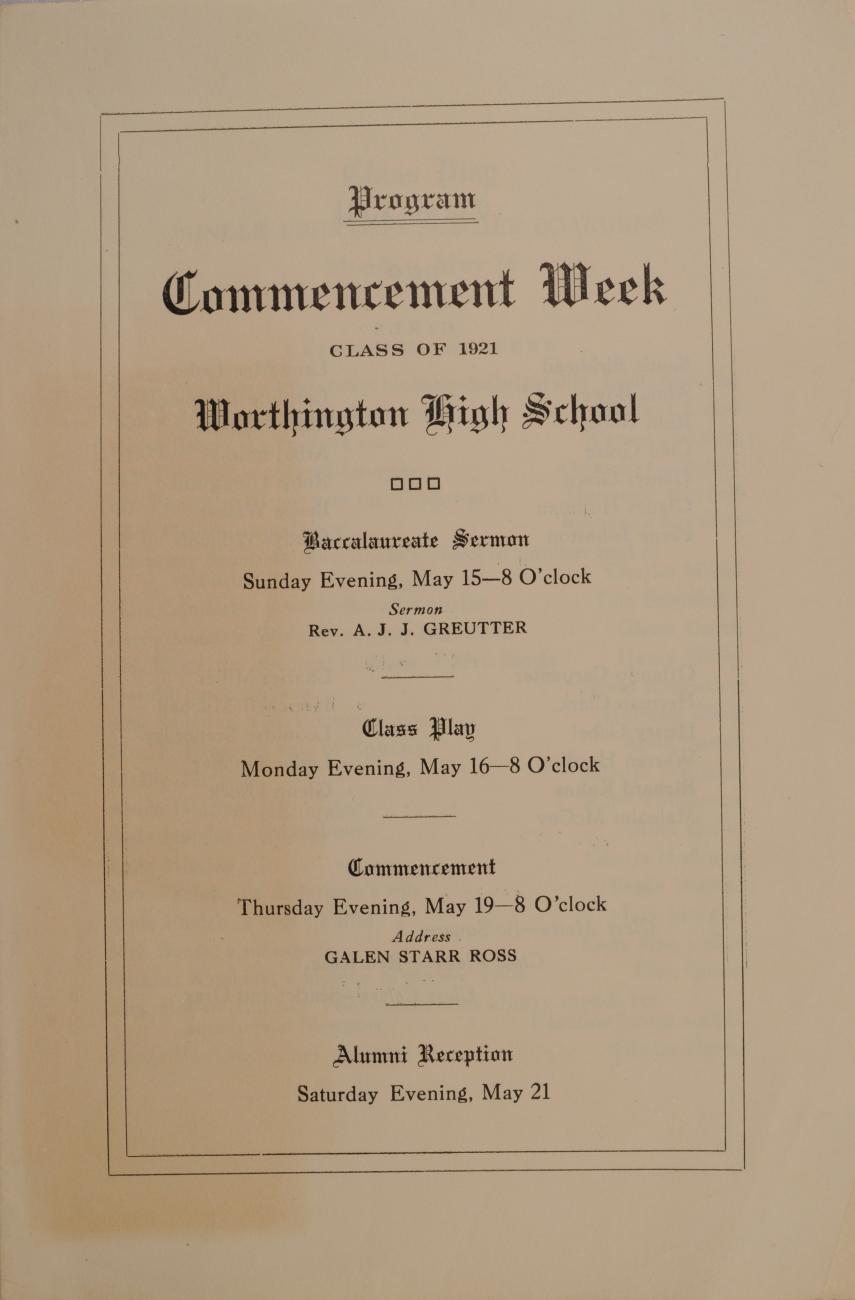 Program
Commencement Week
CLASS OF 1921
Worthington High School
Baccalaureate Sermon
Sunday Evening, May 15—8 O'clock
Sermon
Rev. A. J. J. GREUTTER
Class Play
Monday Evening, May 16—8 O'clock
Commencement
Thursday Evening, May 19—8 O'clock
Address
GALEN STARR ROSS
Alumni Reception
Saturday Evening, May 21